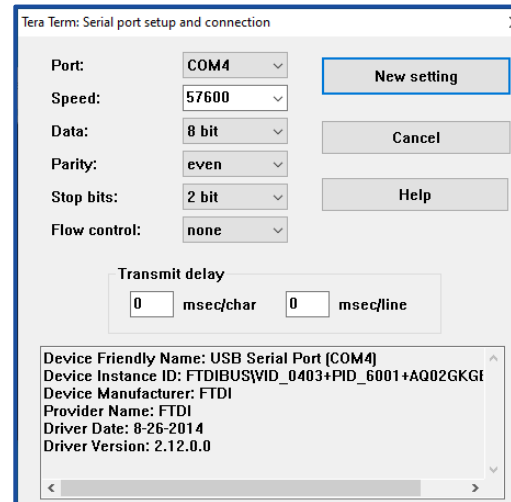 Tera Term: Serial port setup and connection
Port: COM4 New setting
Speed: 57600
Data: 8 bit Cancel
Parity: even
Stop bits: 2 bit Help
Flow control: none
Transmit delay
0 msec/char 0 msec/line
Device Friendly Name: USB Serial Port (COM4)
Device Instance ID: FTDIBUS\VID_0403+PID_6001+AQ02GKGE
Device Manufacturer: FTDI
Provider Name: FTDI
Driver Date: 8-26-2014
Driver Version: 2.12.0.0